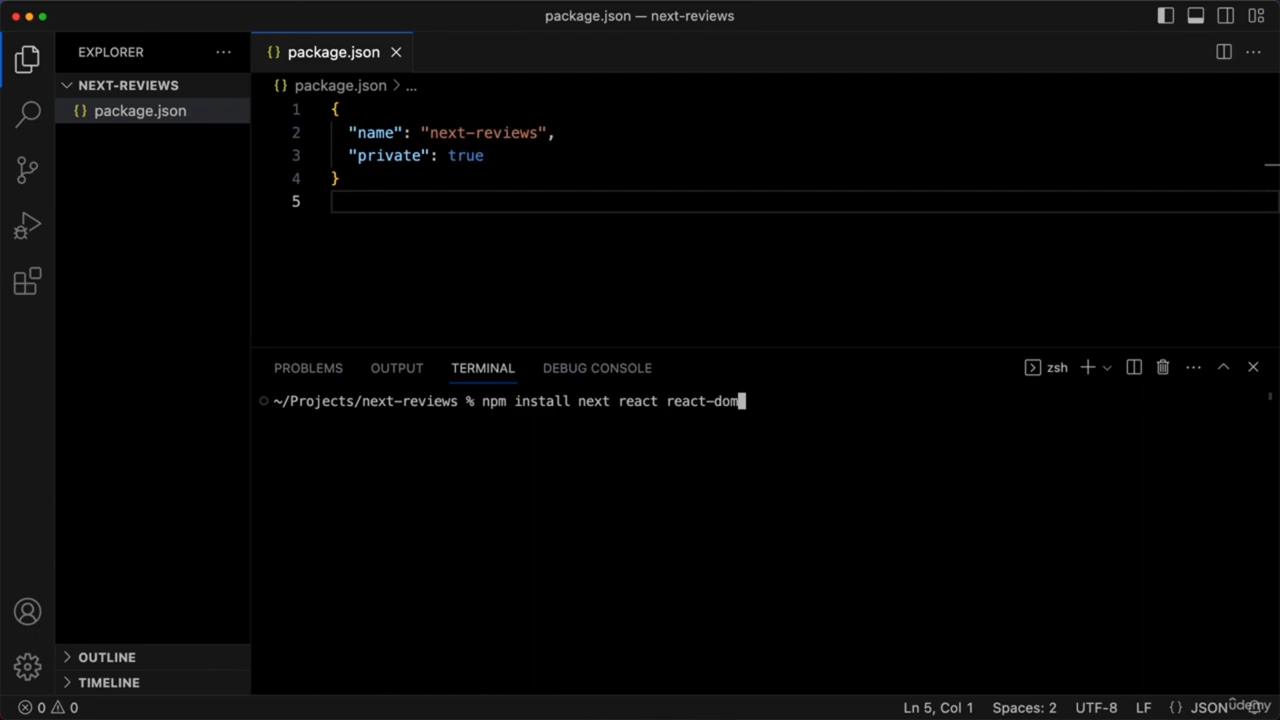 package.json — next-reviews
EXPLORER
NEXT-REVIEWS
{} package.json
{} package.json
{} package.json > ...
1 {
2 "name": "next-reviews",
3 "private": true
4 }
5
PROBLEMS OUTPUT TERMINAL DEBUG CONSOLE
zsh
~/Projects/next-reviews % npm install next react react-dom
OUTLINE
TIMELINE
0 0
Ln 5, Col 1 Spaces: 2 UTF-8 LF {} JSON
ûdemy